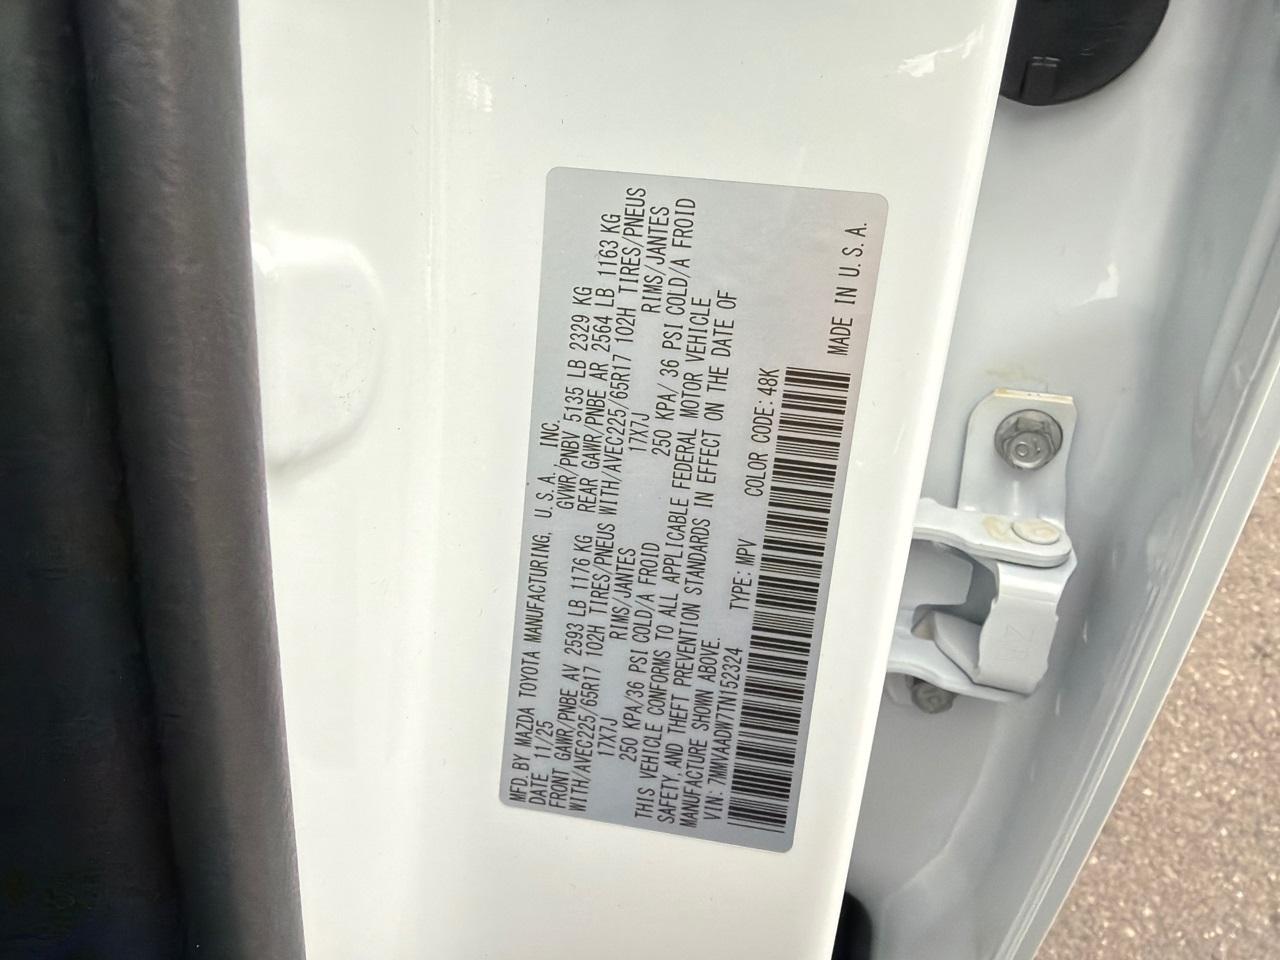 MFD. BY MAZDA TOYOTA MANUFACTURING, U.S.A. INC.
DATE 11/25 GVWR/PNBV 5135 LB 2329 KG
FRONT GAWR/PNBE AV 2593 LB 1176 KG REAR GAWR/PNBE AR 2564 LB 1163 KG
WITH/AVEC225/65R17 102H TIRES/PNEUS WITH/AVEC225/65R17 102H TIRES/PNEUS
17X7J RIMS/JANTES 17X7J RIMS/JANTES
250 KPA/36 PSI COLD/A FROID 250 KPA/36 PSI COLD/A FROID
THIS VEHICLE CONFORMS TO ALL APPLICABLE FEDERAL MOTOR VEHICLE
SAFETY, AND THEFT PREVENTION STANDARDS IN EFFECT ON THE DATE OF
MANUFACTURE SHOWN ABOVE.
VIN: 7MMVAADW7TN152324 TYPE: MPV COLOR CODE: 48K
MADE IN U.S.A.